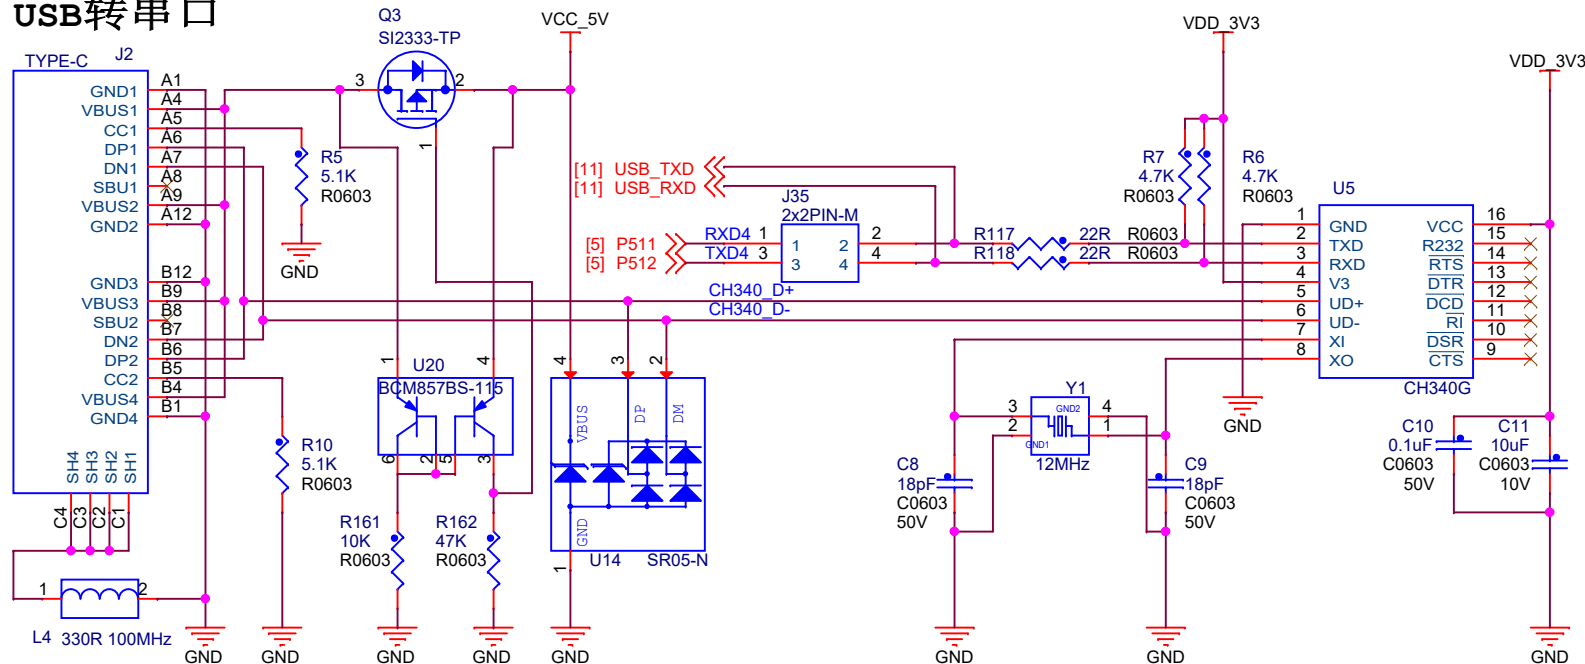 USB转串口
TYPE-C J2
GND1 A1
VBUS1 A4
CC1 A5
DP1 A6
DN1 A7
SBU1 A8
VBUS2 A9
GND2 A12
GND3 B12
VBUS3 B9
SBU2 B8
DN2 B7
DP2 B6
CC2 B5
VBUS4 B4
GND4 B1
SH4 SH3 SH2 SH1
C4 C3 C2 C1
1 2
L4 330R 100MHz
GND
R5
5.1K
R0603
GND
R10
5.1K
R0603
GND
Q3
SI2333-TP
3 2
1
VCC_5V
1 4
U20
BCM857BS-115
6 2 5 3
R161
10K
R0603
GND
R162
47K
R0603
GND
4 3 2
VBUS DP DM
GND
1
U14 SR05-N
GND
[11] USB_TXD
[11] USB_RXD
[5] P511
[5] P512
RXD4 1
TXD4 3
J35
2x2PIN-M
1 2
3 4
2
4
R117 22R R0603
R118 22R R0603
CH340_D+
CH340_D-
VDD_3V3
R7
4.7K
R0603
R6
4.7K
R0603
U5
1 GND VCC 16
2 TXD R232 15
3 RXD RTS 14
4 V3 DTR 13
5 UD+ DCD 12
6 UD- RI 11
7 XI DSR 10
8 XO CTS 9
CH340G
GND
Y1
3 GND2 4
2 GND1 1
12MHz
C8
18pF
C0603
50V
GND
C9
18pF
C0603
50V
GND
VDD_3V3
C10
0.1uF
C0603
50V
C11
10uF
C0603
10V
GND